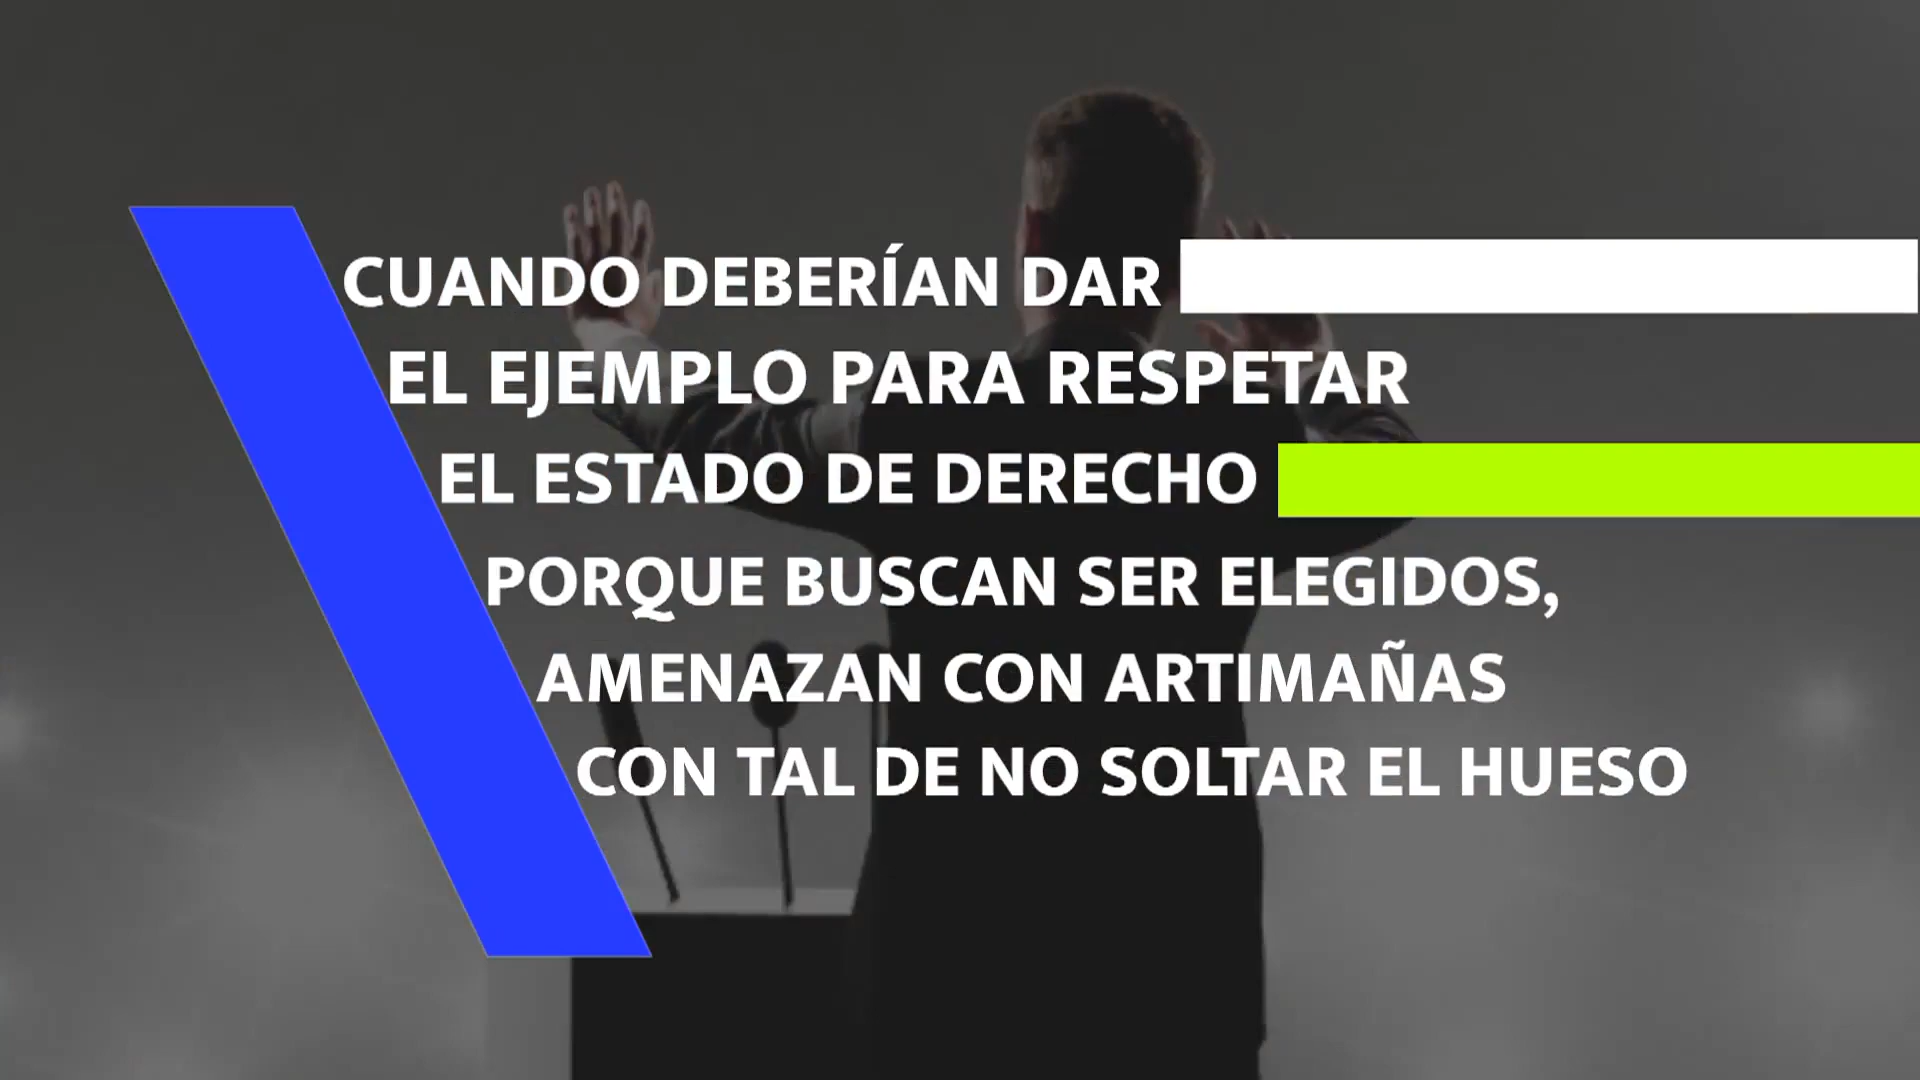 CUANDO DEBERÍAN DAR
EL EJEMPLO PARA RESPETAR
EL ESTADO DE DERECHO
PORQUE BUSCAN SER ELEGIDOS,
AMENAZAN CON ARTIMAÑAS
CON TAL DE NO SOLTAR EL HUESO